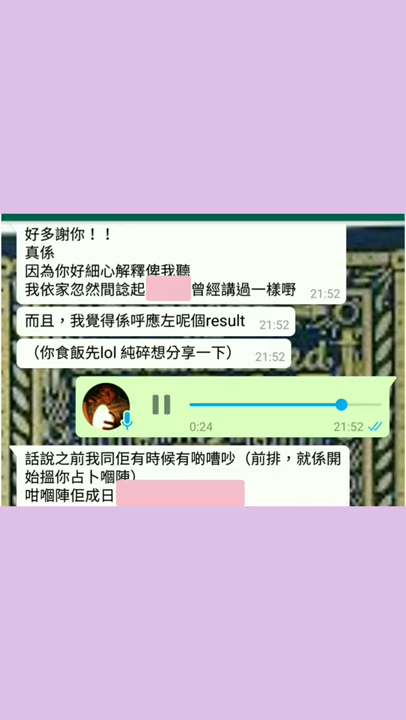 好多謝你！！
真係
因為你好細心解釋俾我聽
我依家忽然間諗起 曾經講過一樣嘢 21:52
而且，我覺得係呼應左呢個result 21:52
（你食飯先lol 純碎想分享一下） 21:52
0:24 21:52
話說之前我同佢有時候有啲嘈吵（前排，就係開
始搵你占卜嗰陣）
咁嗰陣佢成日